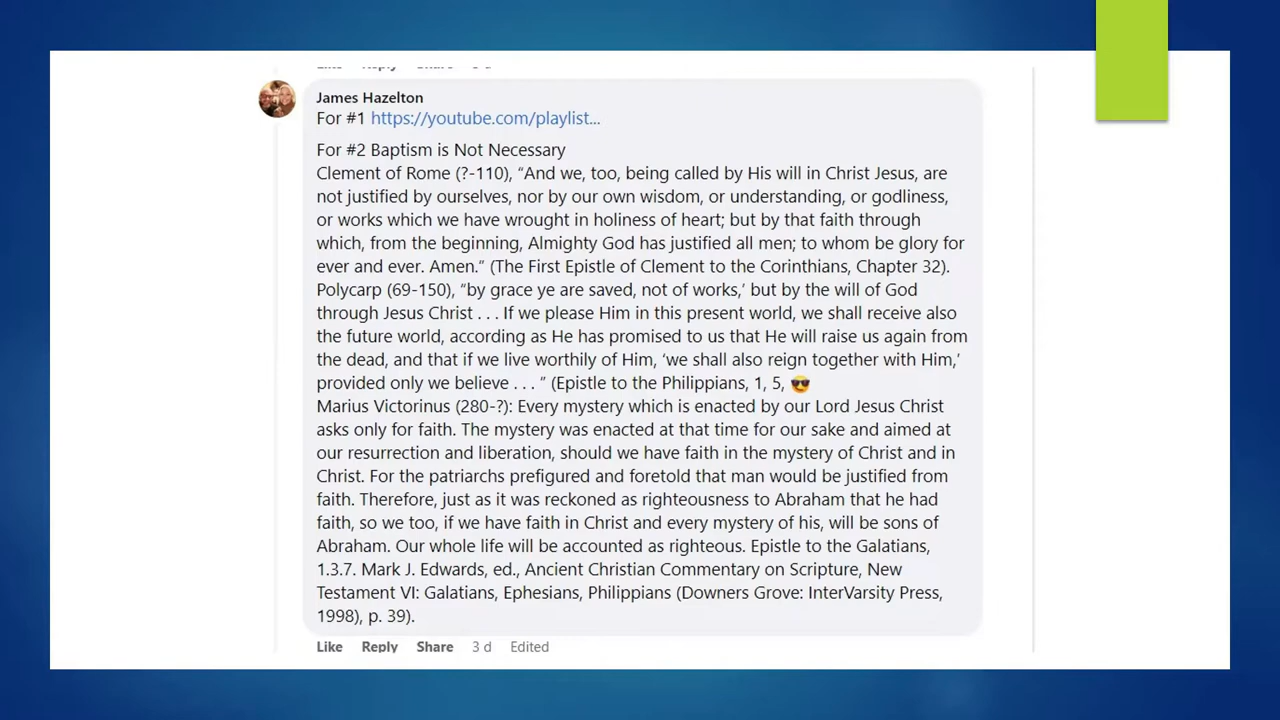 James Hazelton
For #1 https://youtube.com/playlist...
For #2 Baptism is Not Necessary
Clement of Rome (?-110), “And we, too, being called by His will in Christ Jesus, are
not justified by ourselves, nor by our own wisdom, or understanding, or godliness,
or works which we have wrought in holiness of heart; but by that faith through
which, from the beginning, Almighty God has justified all men; to whom be glory for
ever and ever. Amen.” (The First Epistle of Clement to the Corinthians, Chapter 32).
Polycarp (69-150), “by grace ye are saved, not of works,’ but by the will of God
through Jesus Christ . . . If we please Him in this present world, we shall receive also
the future world, according as He has promised to us that He will raise us again from
the dead, and that if we live worthily of Him, ‘we shall also reign together with Him,’
provided only we believe . . . ” (Epistle to the Philippians, 1, 5, 😎
Marius Victorinus (280-?): Every mystery which is enacted by our Lord Jesus Christ
asks only for faith. The mystery was enacted at that time for our sake and aimed at
our resurrection and liberation, should we have faith in the mystery of Christ and in
Christ. For the patriarchs prefigured and foretold that man would be justified from
faith. Therefore, just as it was reckoned as righteousness to Abraham that he had
faith, so we too, if we have faith in Christ and every mystery of his, will be sons of
Abraham. Our whole life will be accounted as righteous. Epistle to the Galatians,
1.3.7. Mark J. Edwards, ed., Ancient Christian Commentary on Scripture, New
Testament VI: Galatians, Ephesians, Philippians (Downers Grove: InterVarsity Press,
1998), p. 39).
Like Reply Share 3 d Edited